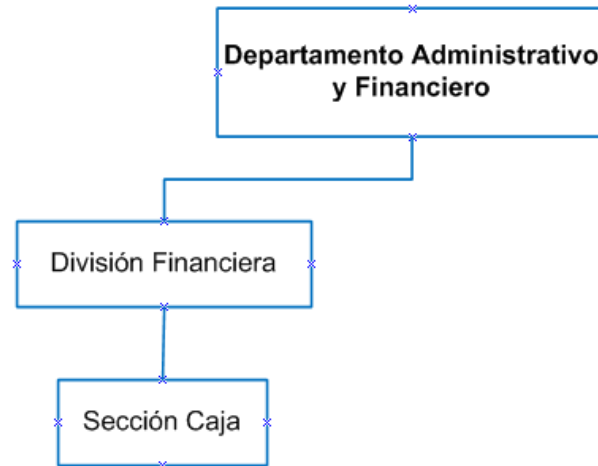 Departamento Administrativo
y Financiero
División Financiera
Sección Caja